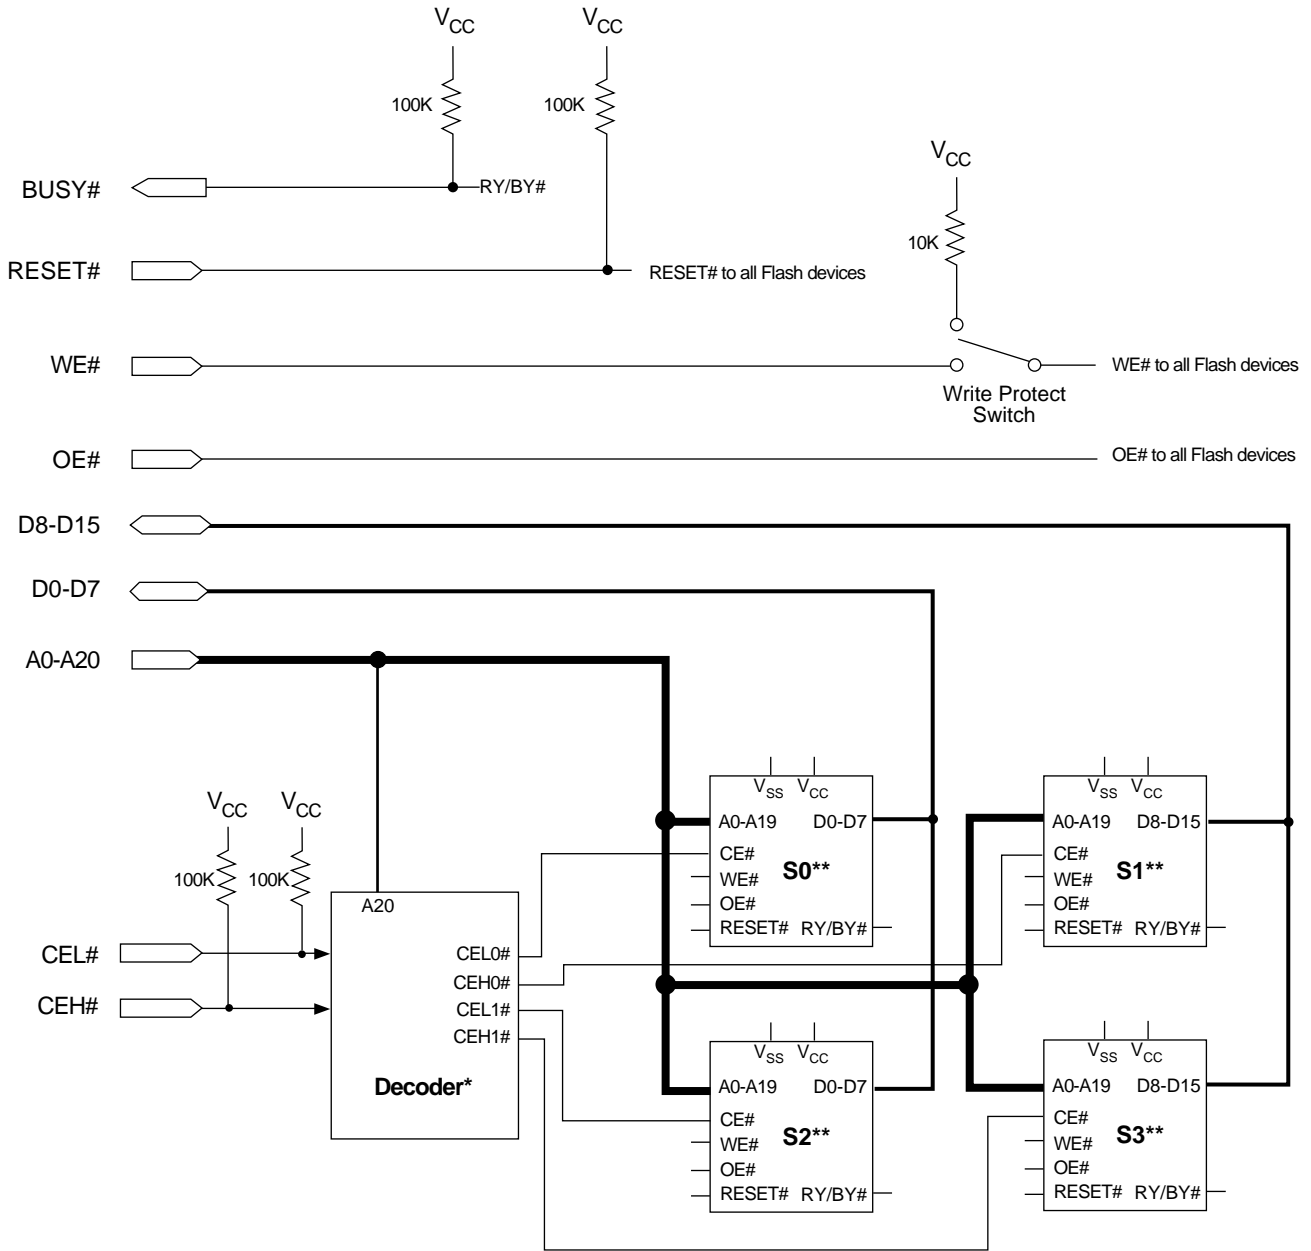 VCC
VCC
100K
100K
VCC
BUSY#
RY/BY#
10K
RESET#
RESET# to all Flash devices
WE#
WE# to all Flash devices
Write Protect
Switch
OE#
OE# to all Flash devices
D8-D15
D0-D7
A0-A20
VSS VCC
VSS VCC
VCC
VCC
A0-A19 D0-D7
A0-A19 D8-D15
CE#
CE#
S0**
S1**
100K
100K
WE#
WE#
A20
OE#
OE#
RESET# RY/BY#
RESET# RY/BY#
CEL#
CEL0#
CEH0#
CEH#
CEL1#
CEH1#
VSS VCC
VSS VCC
Decoder*
A0-A19 D0-D7
A0-A19 D8-D15
CE#
CE#
S2**
S3**
WE#
WE#
OE#
OE#
RESET# RY/BY#
RESET# RY/BY#